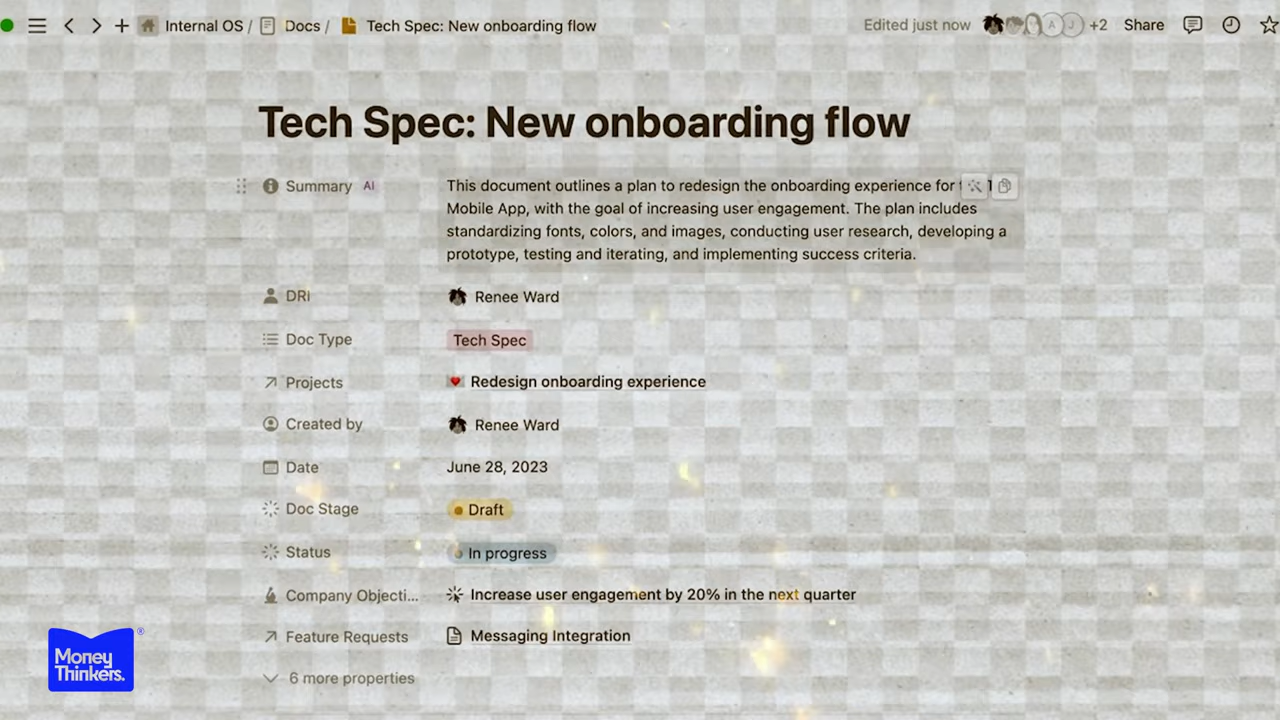 Internal OS / Docs / Tech Spec: New onboarding flow
Edited just now A J +2 Share
Tech Spec: New onboarding flow
Summary AI
This document outlines a plan to redesign the onboarding experience for
Mobile App, with the goal of increasing user engagement. The plan includes
standardizing fonts, colors, and images, conducting user research, developing a
prototype, testing and iterating, and implementing success criteria.
DRI Renee Ward
Doc Type Tech Spec
Projects Redesign onboarding experience
Created by Renee Ward
Date June 28, 2023
Doc Stage Draft
Status In progress
Company Objecti... Increase user engagement by 20% in the next quarter
Feature Requests Messaging Integration
6 more properties
Money
Thinkers.®